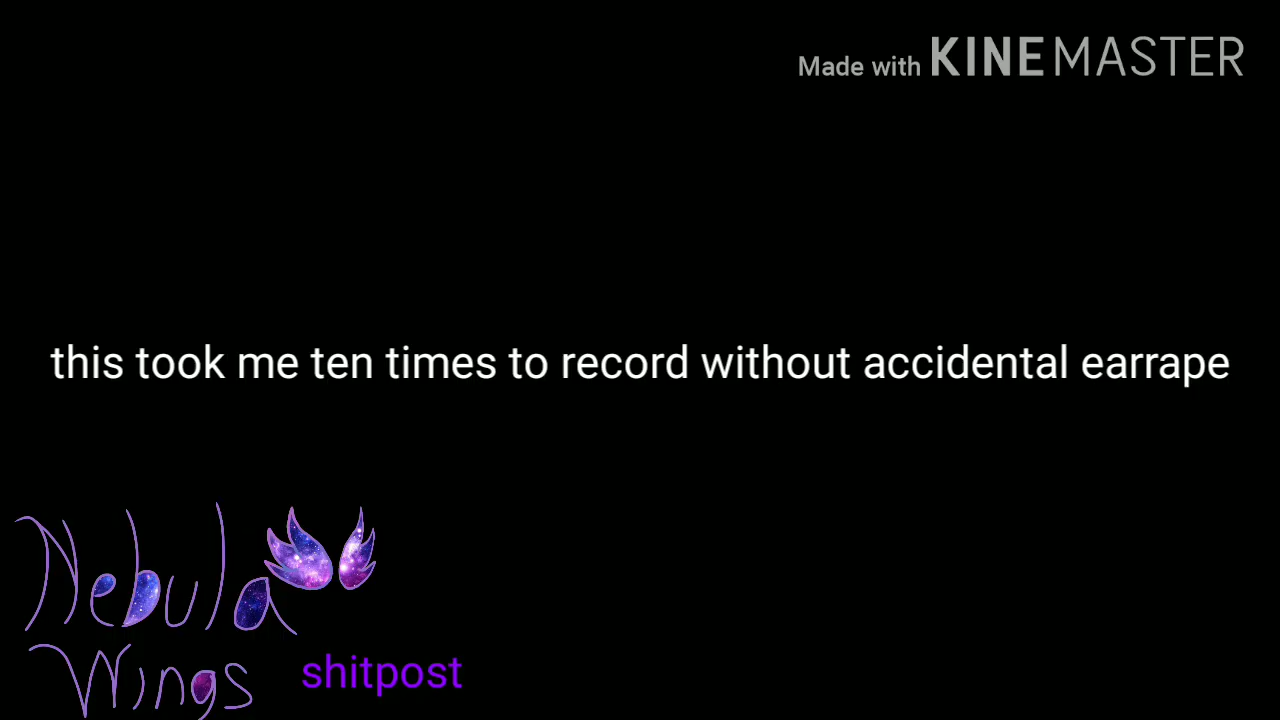 Made with KINEMASTER
this took me ten times to record without accidental earrape
Nebula
Wings
shitpost